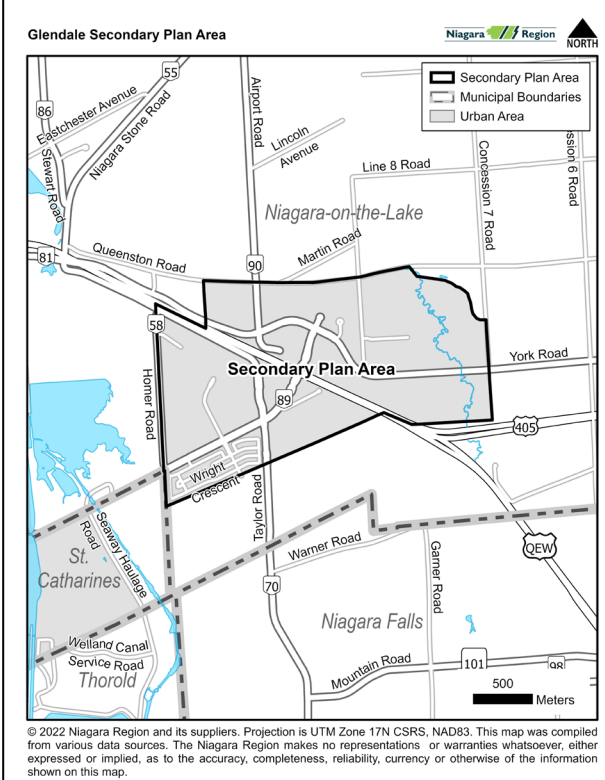 Glendale Secondary Plan Area
Niagara Region
NORTH
Secondary Plan Area
Municipal Boundaries
Urban Area
55
86
Eastchester Avenue
Niagara Stone Road
Stewart Road
Airport Road
Lincoln
Avenue
Line 8 Road
Concession 7 Road
ssion 6 Road
Niagara-on-the-Lake
Martin Road
Queenston Road
81
90
58
Secondary Plan Area
York Road
Homer Road
89
405
Wright
Crescent
Taylor Road
Seaway Haulage
Road
St.
Catharines
Warner Road
Garner Road
QEW
70
Niagara Falls
Welland Canal
Service Road
Thorold
Mountain Road
101
98
500
Meters
© 2022 Niagara Region and its suppliers. Projection is UTM Zone 17N CSRS, NAD83. This map was compiled
from various data sources. The Niagara Region makes no representations or warranties whatsoever, either
expressed or implied, as to the accuracy, completeness, reliability, currency or otherwise of the information
shown on this map.